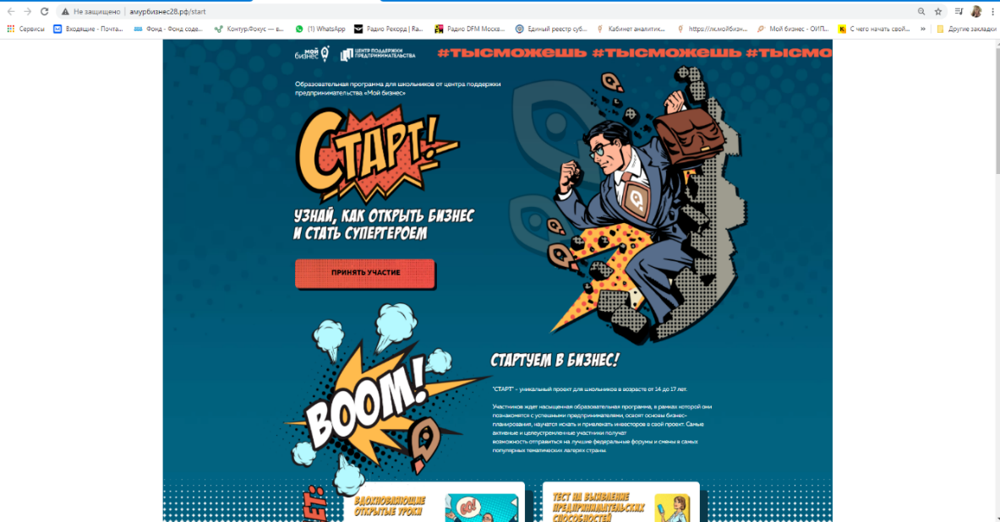 Не защищено
амурбизнес28.рф/start
Сервисы
Входящие - Почта...
Фонд - Фонд соде...
Контур.Фокус — в...
(1) WhatsApp
Радио Рекорд | Ra...
Радио DFM Москв...
Единый реестр суб...
Кабинет аналитик...
https://лк.мойбизн...
Мой бизнес - ОИП...
С чего начать свой...
»
Другие закладки
мой бизнес
ЦЕНТР ПОДДЕРЖКИ
ПРЕДПРИНИМАТЕЛЬСТВА
#ТЫСМОЖЕШЬ #ТЫСМОЖЕШЬ #ТЫСМО
Образовательная программа для школьников от центра поддержки
предпринимательства «Мой бизнес»
СТАРТ!
УЗНАЙ, КАК ОТКРЫТЬ БИЗНЕС
И СТАТЬ СУПЕРГЕРОЕМ
ПРИНЯТЬ УЧАСТИЕ
BOOM!
СТАРТУЕМ В БИЗНЕС!
"СТАРТ" - уникальный проект для школьников в возрасте от 14 до 17 лет.
Участников ждет насыщенная образовательная программа, в рамках которой они
познакомятся с успешными предпринимателями, освоят основы бизнес-
планирования, научатся искать и привлекать инвесторов в свой проект. Самые
активные и целеустремленные участники получат
возможность отправиться на лучшие федеральные форумы и смены в самых
популярных тематических лагерях страны.
ЕТ:
ВДОХНОВЛЯЮЩИЕ
ОТКРЫТЫЕ УРОКИ
GO!
ТЕСТ НА ВЫЯВЛЕНИЕ
ПРЕДПРИНИМАТЕЛЬСКИХ
СПОСОБНОСТЕЙ